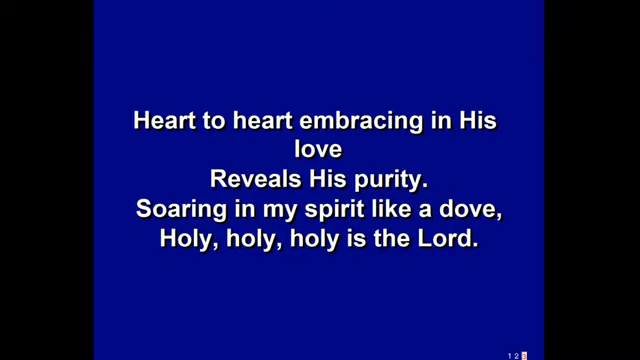 Heart to heart embracing in His
love
Reveals His purity.
Soaring in my spirit like a dove,
Holy, holy, holy is the Lord.
1 2 3